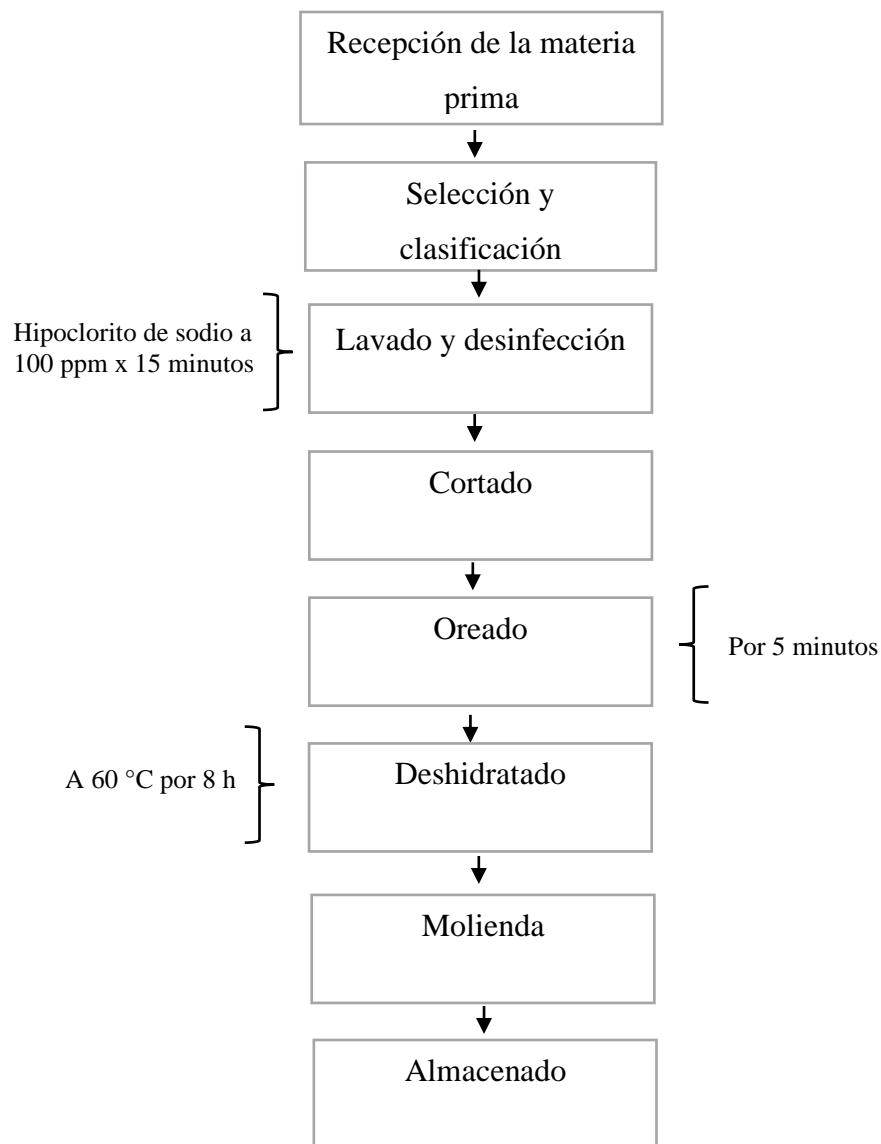 Recepción de la materia
prima
Selección y
clasificación
Hipoclorito de sodio a
100 ppm x 15 minutos
Lavado y desinfección
Cortado
Oreado
Por 5 minutos
A 60 °C por 8 h
Deshidratado
Molienda
Almacenado